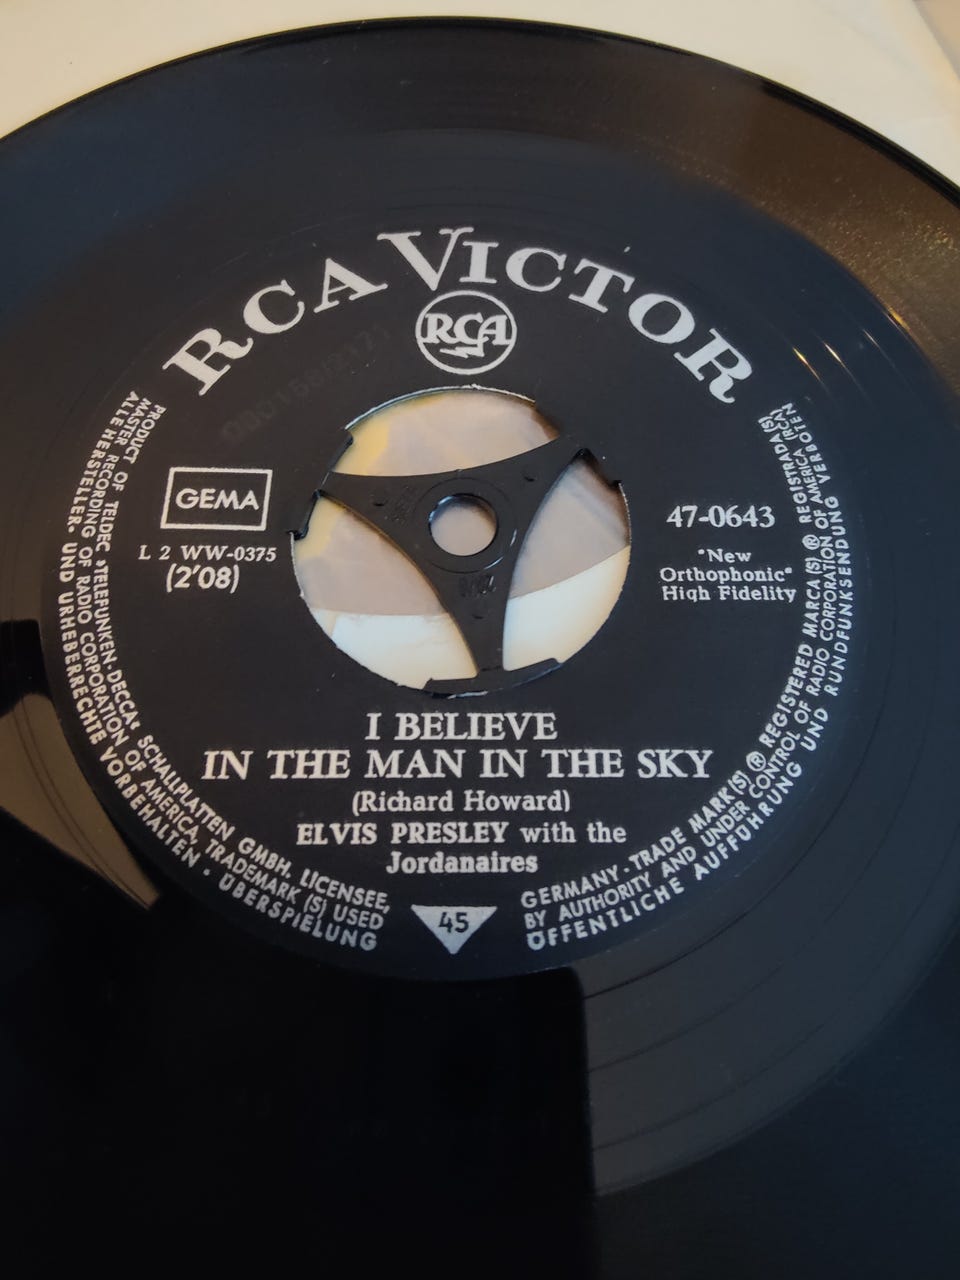 RCA VICTOR
RCA
GEMA
L 2 WW-0375
(2'08)
47-0643
"New
Orthophonic"
High Fidelity
I BELIEVE
IN THE MAN IN THE SKY
(Richard Howard)
ELVIS PRESLEY with the
Jordanaires
45
PRODUCT OF TELDEC »TELEFUNKEN-DECCA« SCHALLPLATTEN GMBH, LICENSEE, GERMANY-TRADE MARK(S) ® REGISTERED MARCA(S) ® REGISTRADA(S)
MASTER RECORDING OF RADIO CORPORATION OF AMERICA, TRADEMARK (S) USED BY AUTHORITY AND UNDER CONTROL OF RADIO CORPORATION OF AMERICA (RCA)
ALLE HERSTELLER- UND URHEBERRECHTE VORBEHALTEN · ÜBERSPIELUNG ÖFFENTLICHE AUFFÜHRUNG UND RUNDFUNKSENDUNG VERBOTEN